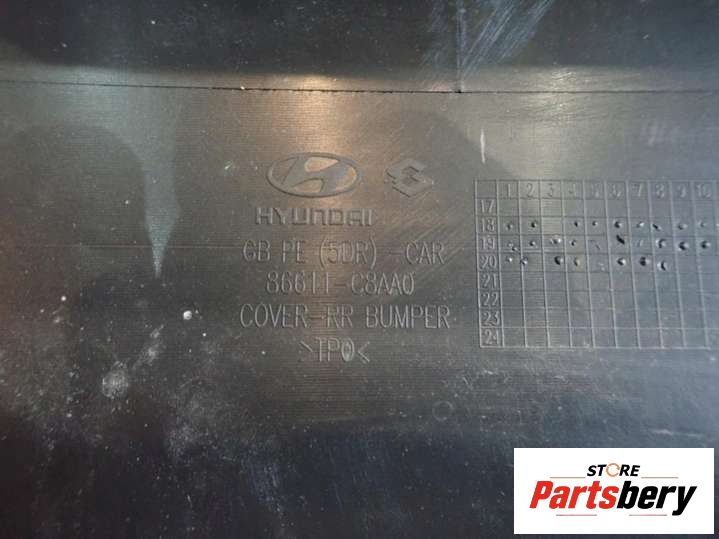 HYUNDAI
GB PE (5DR) -CAR
86611-C8AA0
COVER-RR BUMPER
>TPO<
1 2 3 4 5 6 7 8 9 10
17
18
19
20
21
22
23
24
STORE
Partsbery